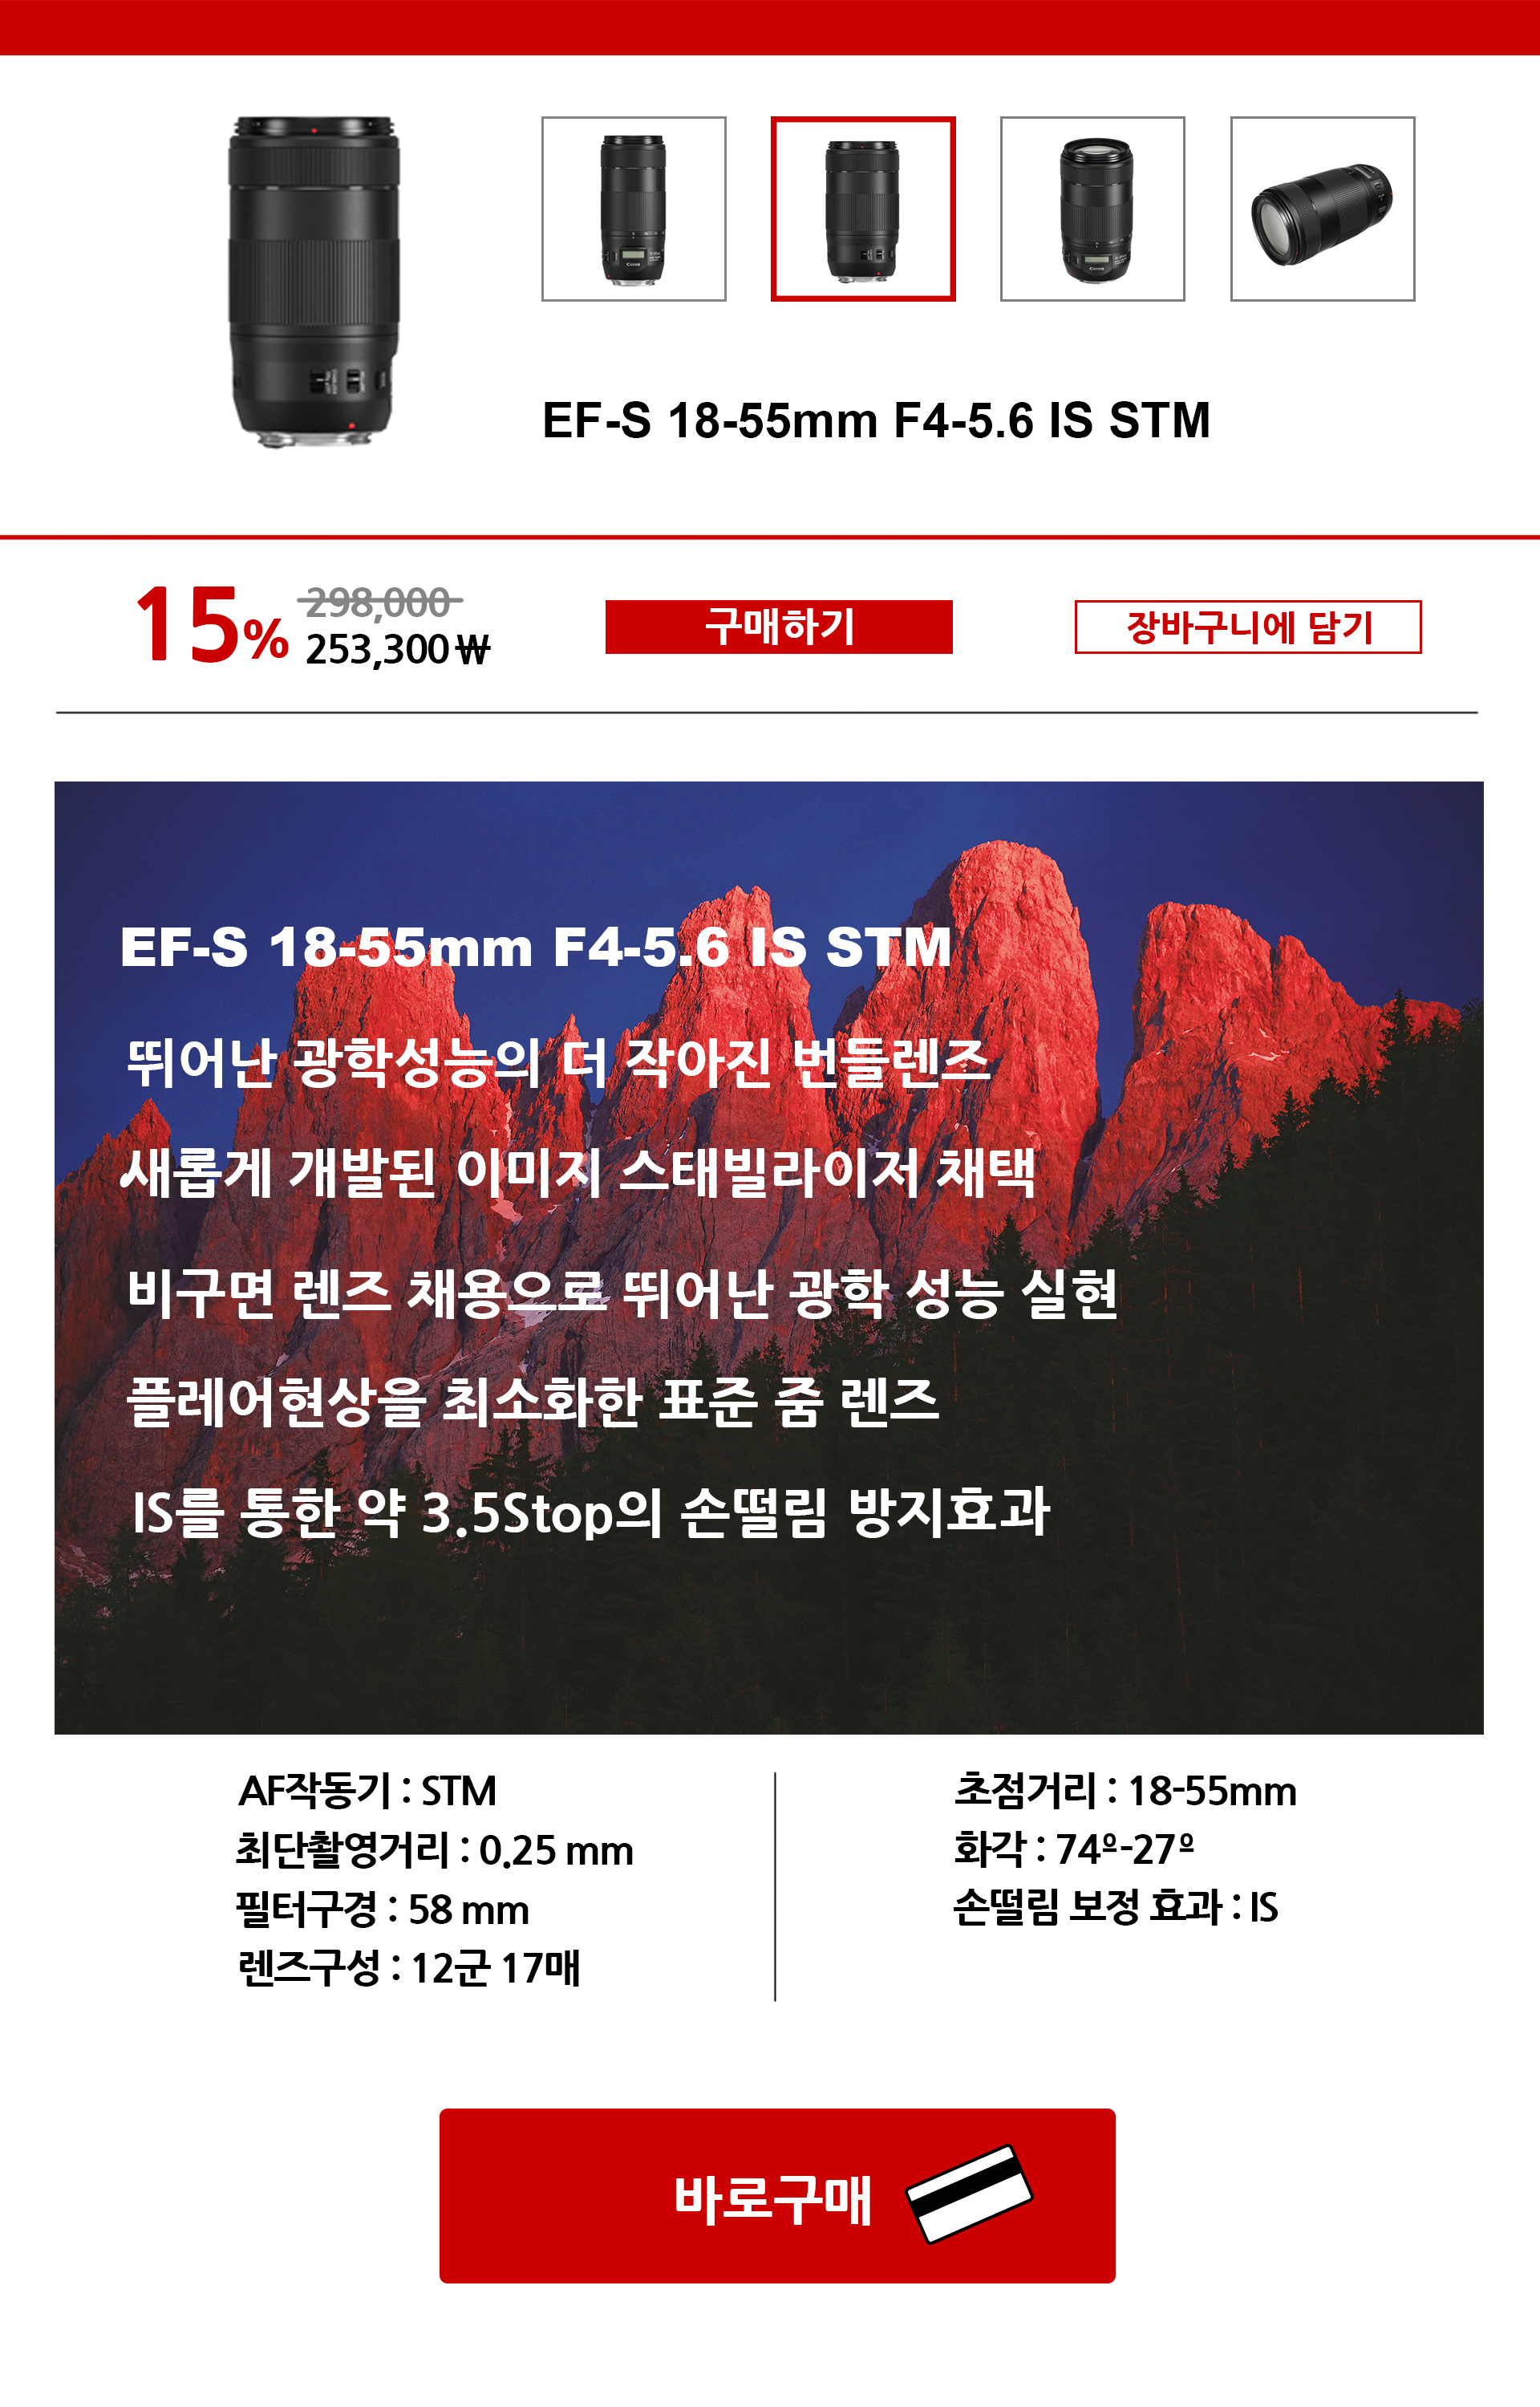 EF-S 18-55mm F4-5.6 IS STM
15%
298,000
253,300₩
구매하기
장바구니에 담기
EF-S 18-55mm F4-5.6 IS STM
뛰어난 광학성능의 더 작아진 번들렌즈
새롭게 개발된 이미지 스태빌라이저 채택
비구면 렌즈 채용으로 뛰어난 광학 성능 실현
플레어현상을 최소화한 표준 줌 렌즈
IS를 통한 약 3.5Stop의 손떨림 방지효과
AF작동기 : STM
최단촬영거리 : 0.25 mm
필터구경 : 58 mm
렌즈구성 : 12군 17매
초점거리 : 18-55mm
화각 : 74º-27º
손떨림 보정 효과 : IS
바로구매